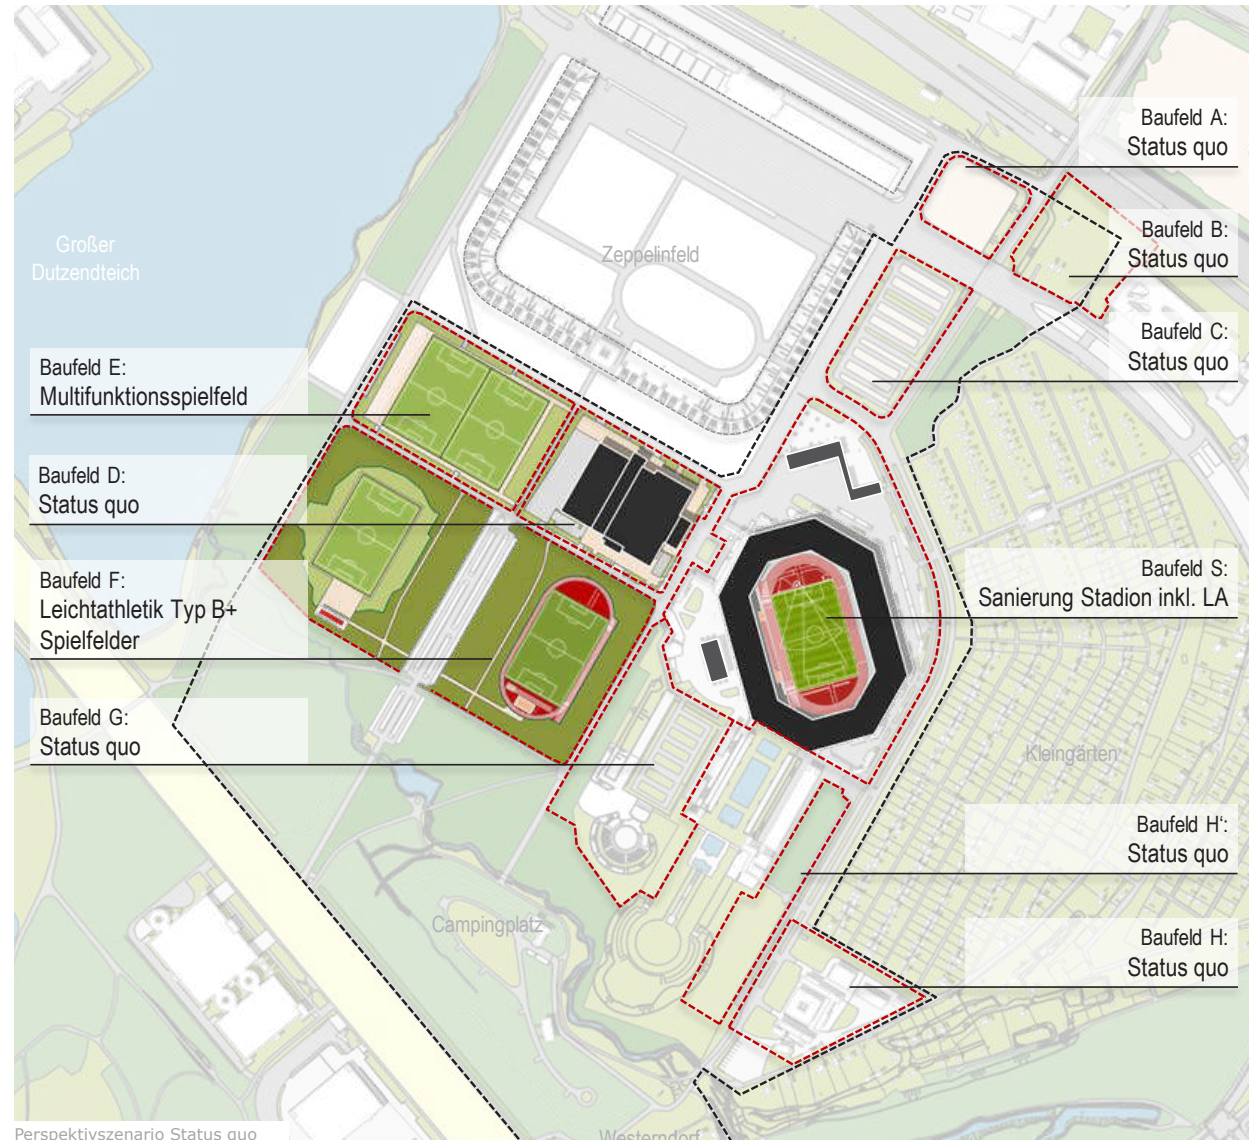 Baufeld A:
Status quo
Großer
Dutzendteich
Zeppelinfeld
Baufeld B:
Status quo
Baufeld C:
Status quo
Baufeld E:
Multifunktionsspielfeld
Baufeld D:
Status quo
Baufeld F:
Leichtathletik Typ B+
Spielfelder
Baufeld S:
Sanierung Stadion inkl. LA
Baufeld G:
Status quo
Kleingärten
Baufeld H‘:
Status quo
Campingplatz
Baufeld H:
Status quo
Westerndorf
Perspektivszenario Status quo